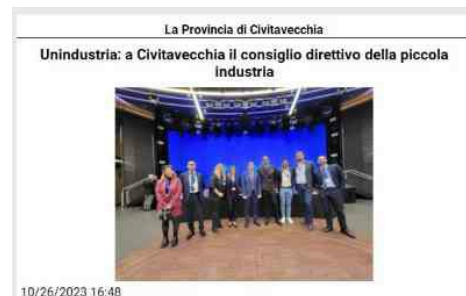 La Provincia di Civitavecchia
Unindustria: a Civitavecchia il consiglio direttivo della piccola
industria
10/26/2023 16:48